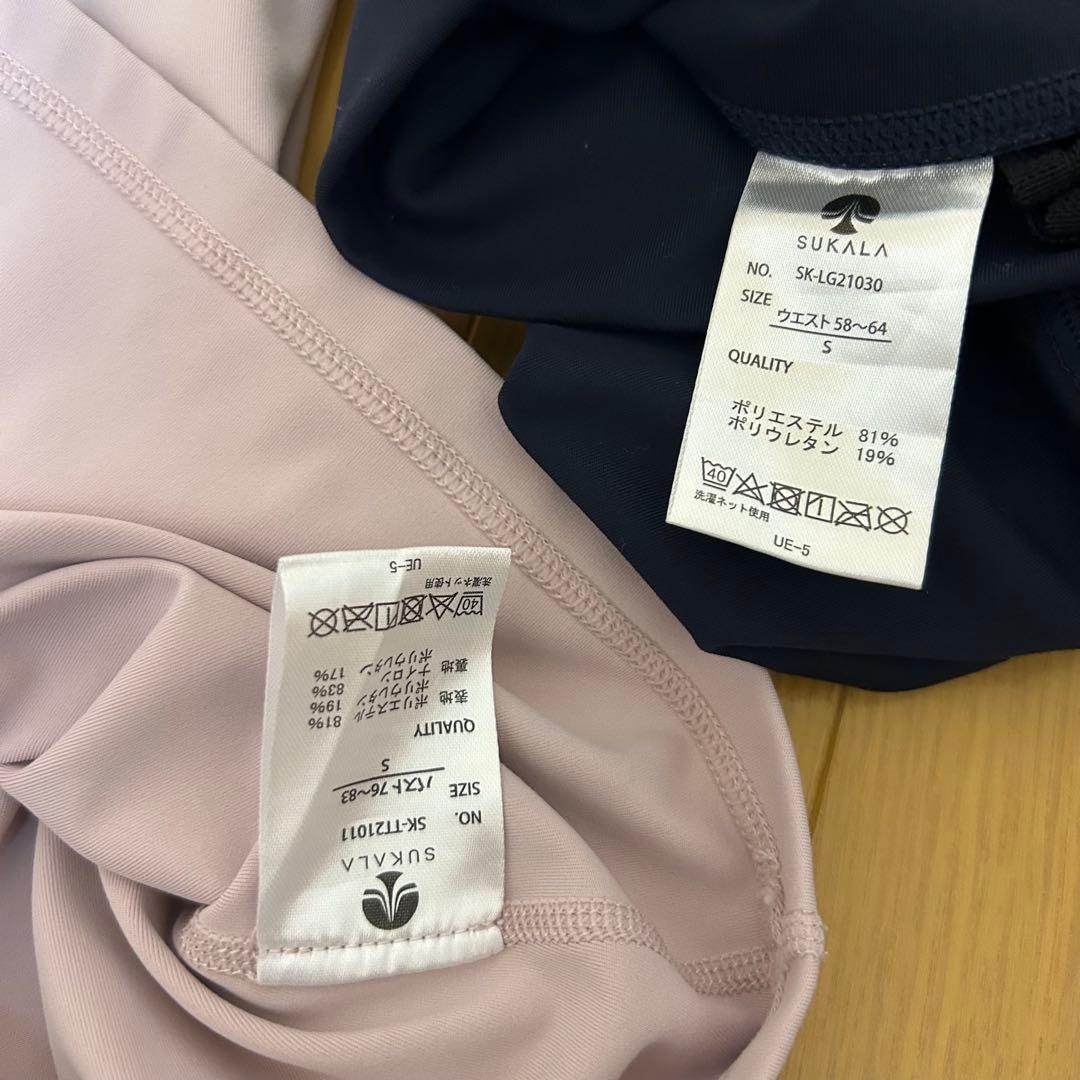 SUKALA
NO. SK-LG21030
SIZE
ウエスト 58〜64
S
QUALITY
ポリエステル 81%
ポリウレタン 19%
40
洗濯ネット使用
UE-5
SUKALA
NO. SK-TT21011
SIZE
バスト 76〜83
S
QUALITY
表地 ポリエステル 81%
ポリウレタン 19%
裏地 ナイロン 83%
ポリウレタン 17%
40
洗濯ネット使用
UE-5